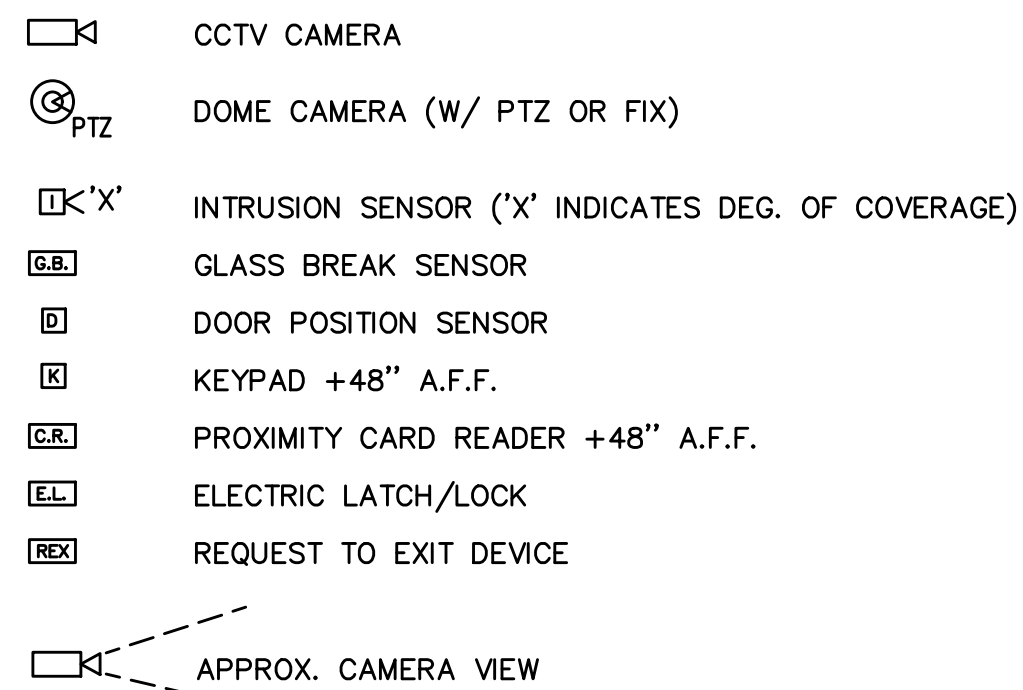 CCTV CAMERA
PTZ DOME CAMERA (W/ PTZ OR FIX)
I 'X' INTRUSION SENSOR ('X' INDICATES DEG. OF COVERAGE)
G.B. GLASS BREAK SENSOR
D DOOR POSITION SENSOR
K KEYPAD +48" A.F.F.
C.R. PROXIMITY CARD READER +48" A.F.F.
E.L. ELECTRIC LATCH/LOCK
REX REQUEST TO EXIT DEVICE
APPROX. CAMERA VIEW